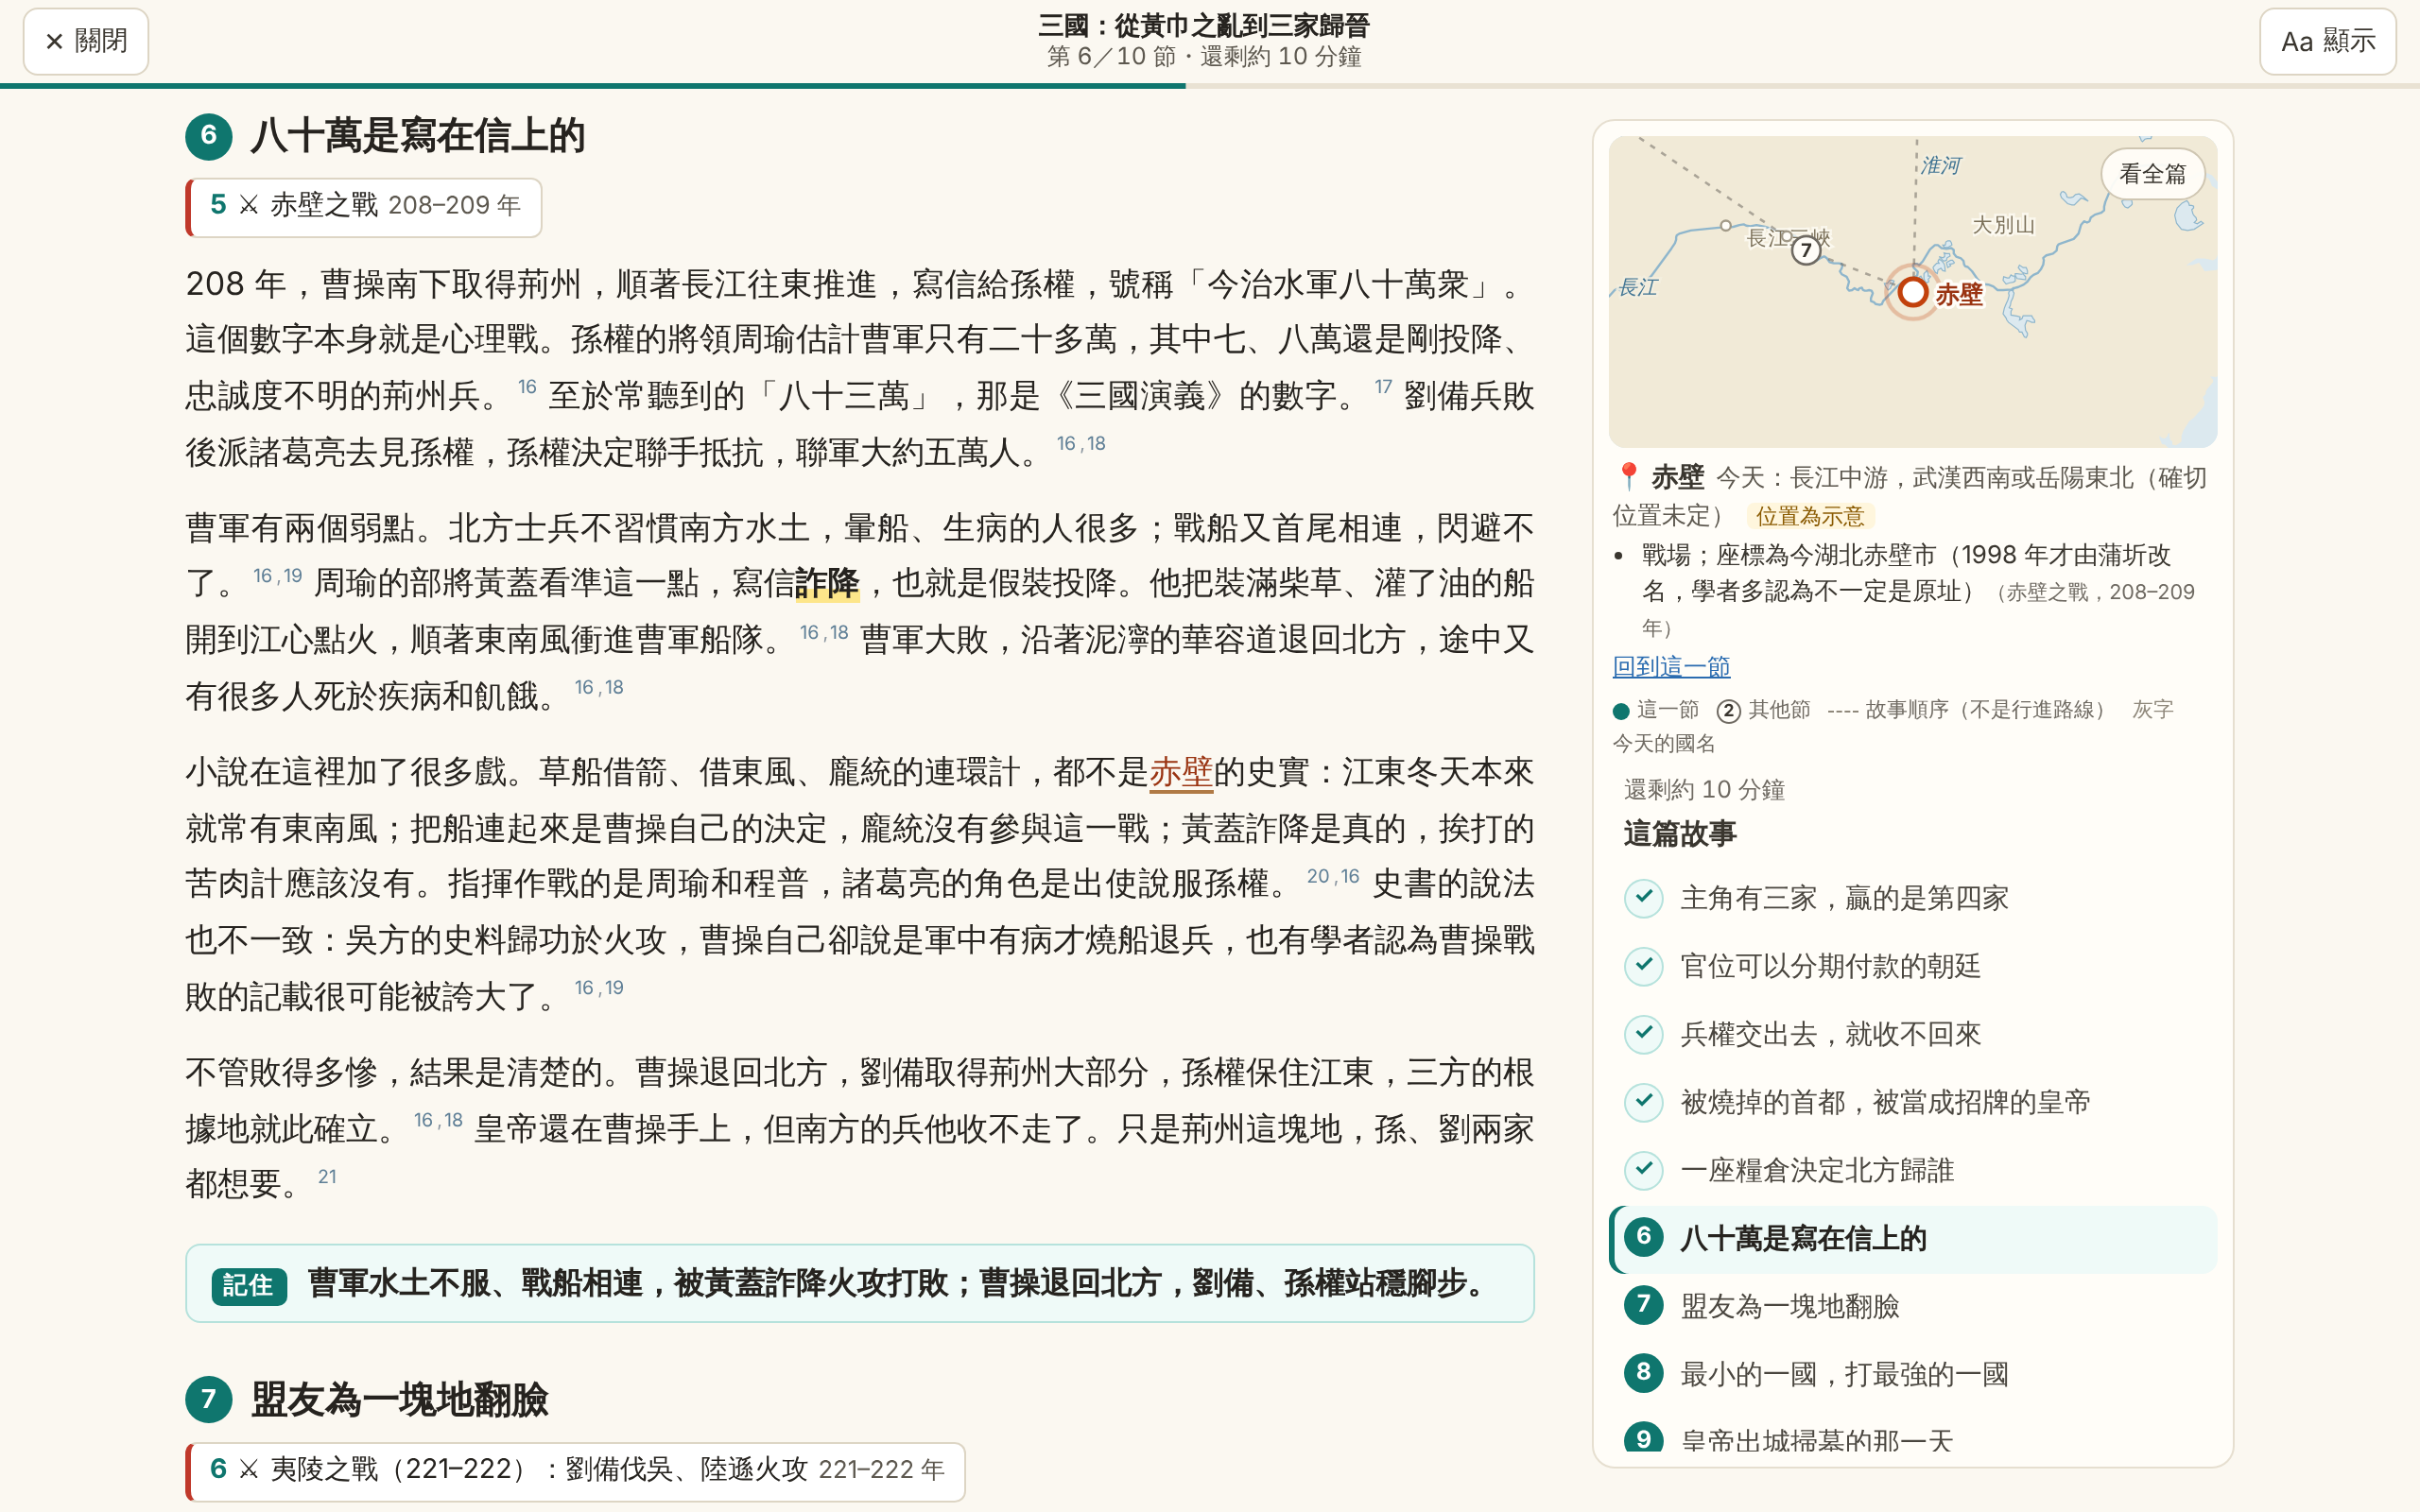 ✕ 關閉
三國：從黃巾之亂到三家歸晉
第 6／10 節・還剩約 10 分鐘
Aa 顯示
6 八十萬是寫在信上的
5 ⚔ 赤壁之戰 208–209 年
208 年，曹操南下取得荊州，順著長江往東推進，寫信給孫權，號稱「今治水軍八十萬衆」。
這個數字本身就是心理戰。孫權的將領周瑜估計曹軍只有二十多萬，其中七、八萬還是剛投降、
忠誠度不明的荊州兵。16 至於常聽到的「八十三萬」，那是《三國演義》的數字。17 劉備兵敗
後派諸葛亮去見孫權，孫權決定聯手抵抗，聯軍大約五萬人。16,18
曹軍有兩個弱點。北方士兵不習慣南方水土，暈船、生病的人很多；戰船又首尾相連，閃避不
了。16,19 周瑜的部將黃蓋看準這一點，寫信詐降，也就是假裝投降。他把裝滿柴草、灌了油的船
開到江心點火，順著東南風衝進曹軍船隊。16,18 曹軍大敗，沿著泥濘的華容道退回北方，途中又
有很多人死於疾病和飢餓。16,18
小說在這裡加了很多戲。草船借箭、借東風、龐統的連環計，都不是赤壁的史實：江東冬天本來
就常有東南風；把船連起來是曹操自己的決定，龐統沒有參與這一戰；黃蓋詐降是真的，挨打的
苦肉計應該沒有。指揮作戰的是周瑜和程普，諸葛亮的角色是出使說服孫權。20,16 史書的說法
也不一致：吳方的史料歸功於火攻，曹操自己卻說是軍中有病才燒船退兵，也有學者認為曹操戰
敗的記載很可能被誇大了。16,19
不管敗得多慘，結果是清楚的。曹操退回北方，劉備取得荊州大部分，孫權保住江東，三方的根
據地就此確立。16,18 皇帝還在曹操手上，但南方的兵他收不走了。只是荊州這塊地，孫、劉兩家
都想要。21
記住 曹軍水土不服、戰船相連，被黃蓋詐降火攻打敗；曹操退回北方，劉備、孫權站穩腳步。
7 盟友為一塊地翻臉
6 ⚔ 夷陵之戰（221–222）：劉備伐吳、陸遜火攻 221–222 年
淮河
看全篇
大別山
長江三峽
7
長江
赤壁
📍 赤壁 今天：長江中游，武漢西南或岳陽東北（確切
位置未定） 位置為示意
• 戰場；座標為今湖北赤壁市（1998 年才由蒲圻改
名，學者多認為不一定是原址）（赤壁之戰，208–209
年）
回到這一節
● 這一節 2 其他節 ---- 故事順序（不是行進路線） 灰字
今天的國名
還剩約 10 分鐘
這篇故事
✓ 主角有三家，贏的是第四家
✓ 官位可以分期付款的朝廷
✓ 兵權交出去，就收不回來
✓ 被燒掉的首都，被當成招牌的皇帝
✓ 一座糧倉決定北方歸誰
6 八十萬是寫在信上的
7 盟友為一塊地翻臉
8 最小的一國，打最強的一國
9 皇帝出城掃墓的那一天